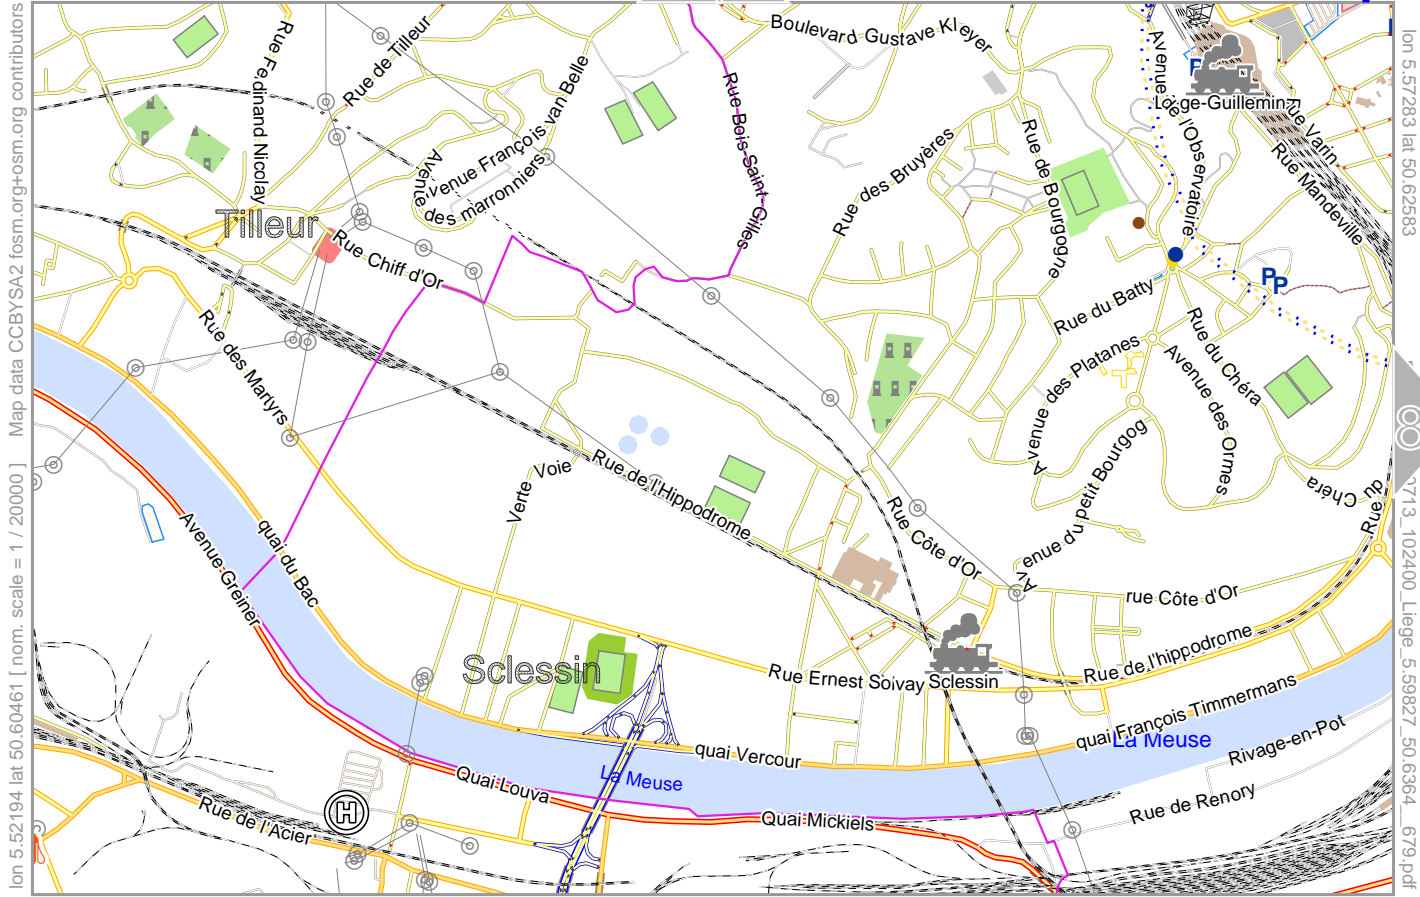 Boulevard Gustave Kleyer
Rue Ferdinand Nicolay
Rue de Tilleur
Avenue François van Belle
Avenue des marronniers
Rue Bois-Saint-Gilles
Rue des Bruyères
Rue de Bourgogne
Avenue de l'Observatoire
P
Liège-Guillemin
Rue Varin
Rue Mandeville
Tilleur
Rue Chiff d'Or
PP
Rue du Batty
Rue du Chéra
Rue des Martyrs
Avenue des Platanes
Avenue des Ormes
Avenue du petit Bourgog
Verte Voie
Rue de l'Hippodrome
Rue
du
Chéra
Avenue Greiner
quai du Bac
Rue Côte d'Or
rue Côte d'Or
Sclessin
Rue Ernest Solvay
Sclessin
Rue de l'hippodrome
quai François Timmermans
La Meuse
quai Vercour
Rivage-en-Pot
La Meuse
Quai Louva
Rue de Renory
Quai Mickiels
Rue de l'Acier
H
lon 5.52194 lat 50.60461 [ nom. scale = 1 / 20000 ] Map data CCBYSA2 fosm.org+osm.org contributors
lon 5.57283 lat 50.62583
0713_102400_Liege_5.59827_50.6364__679.pdf